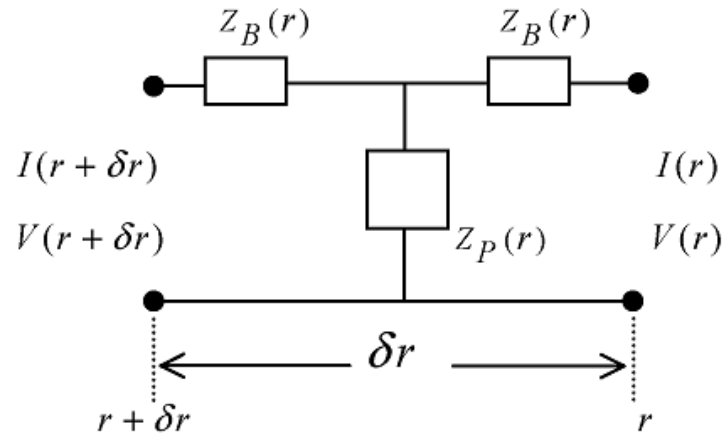 Z_B(r) Z_B(r)
I(r + δr) I(r)
V(r + δr) Z_P(r) V(r)
δr
r + δr r